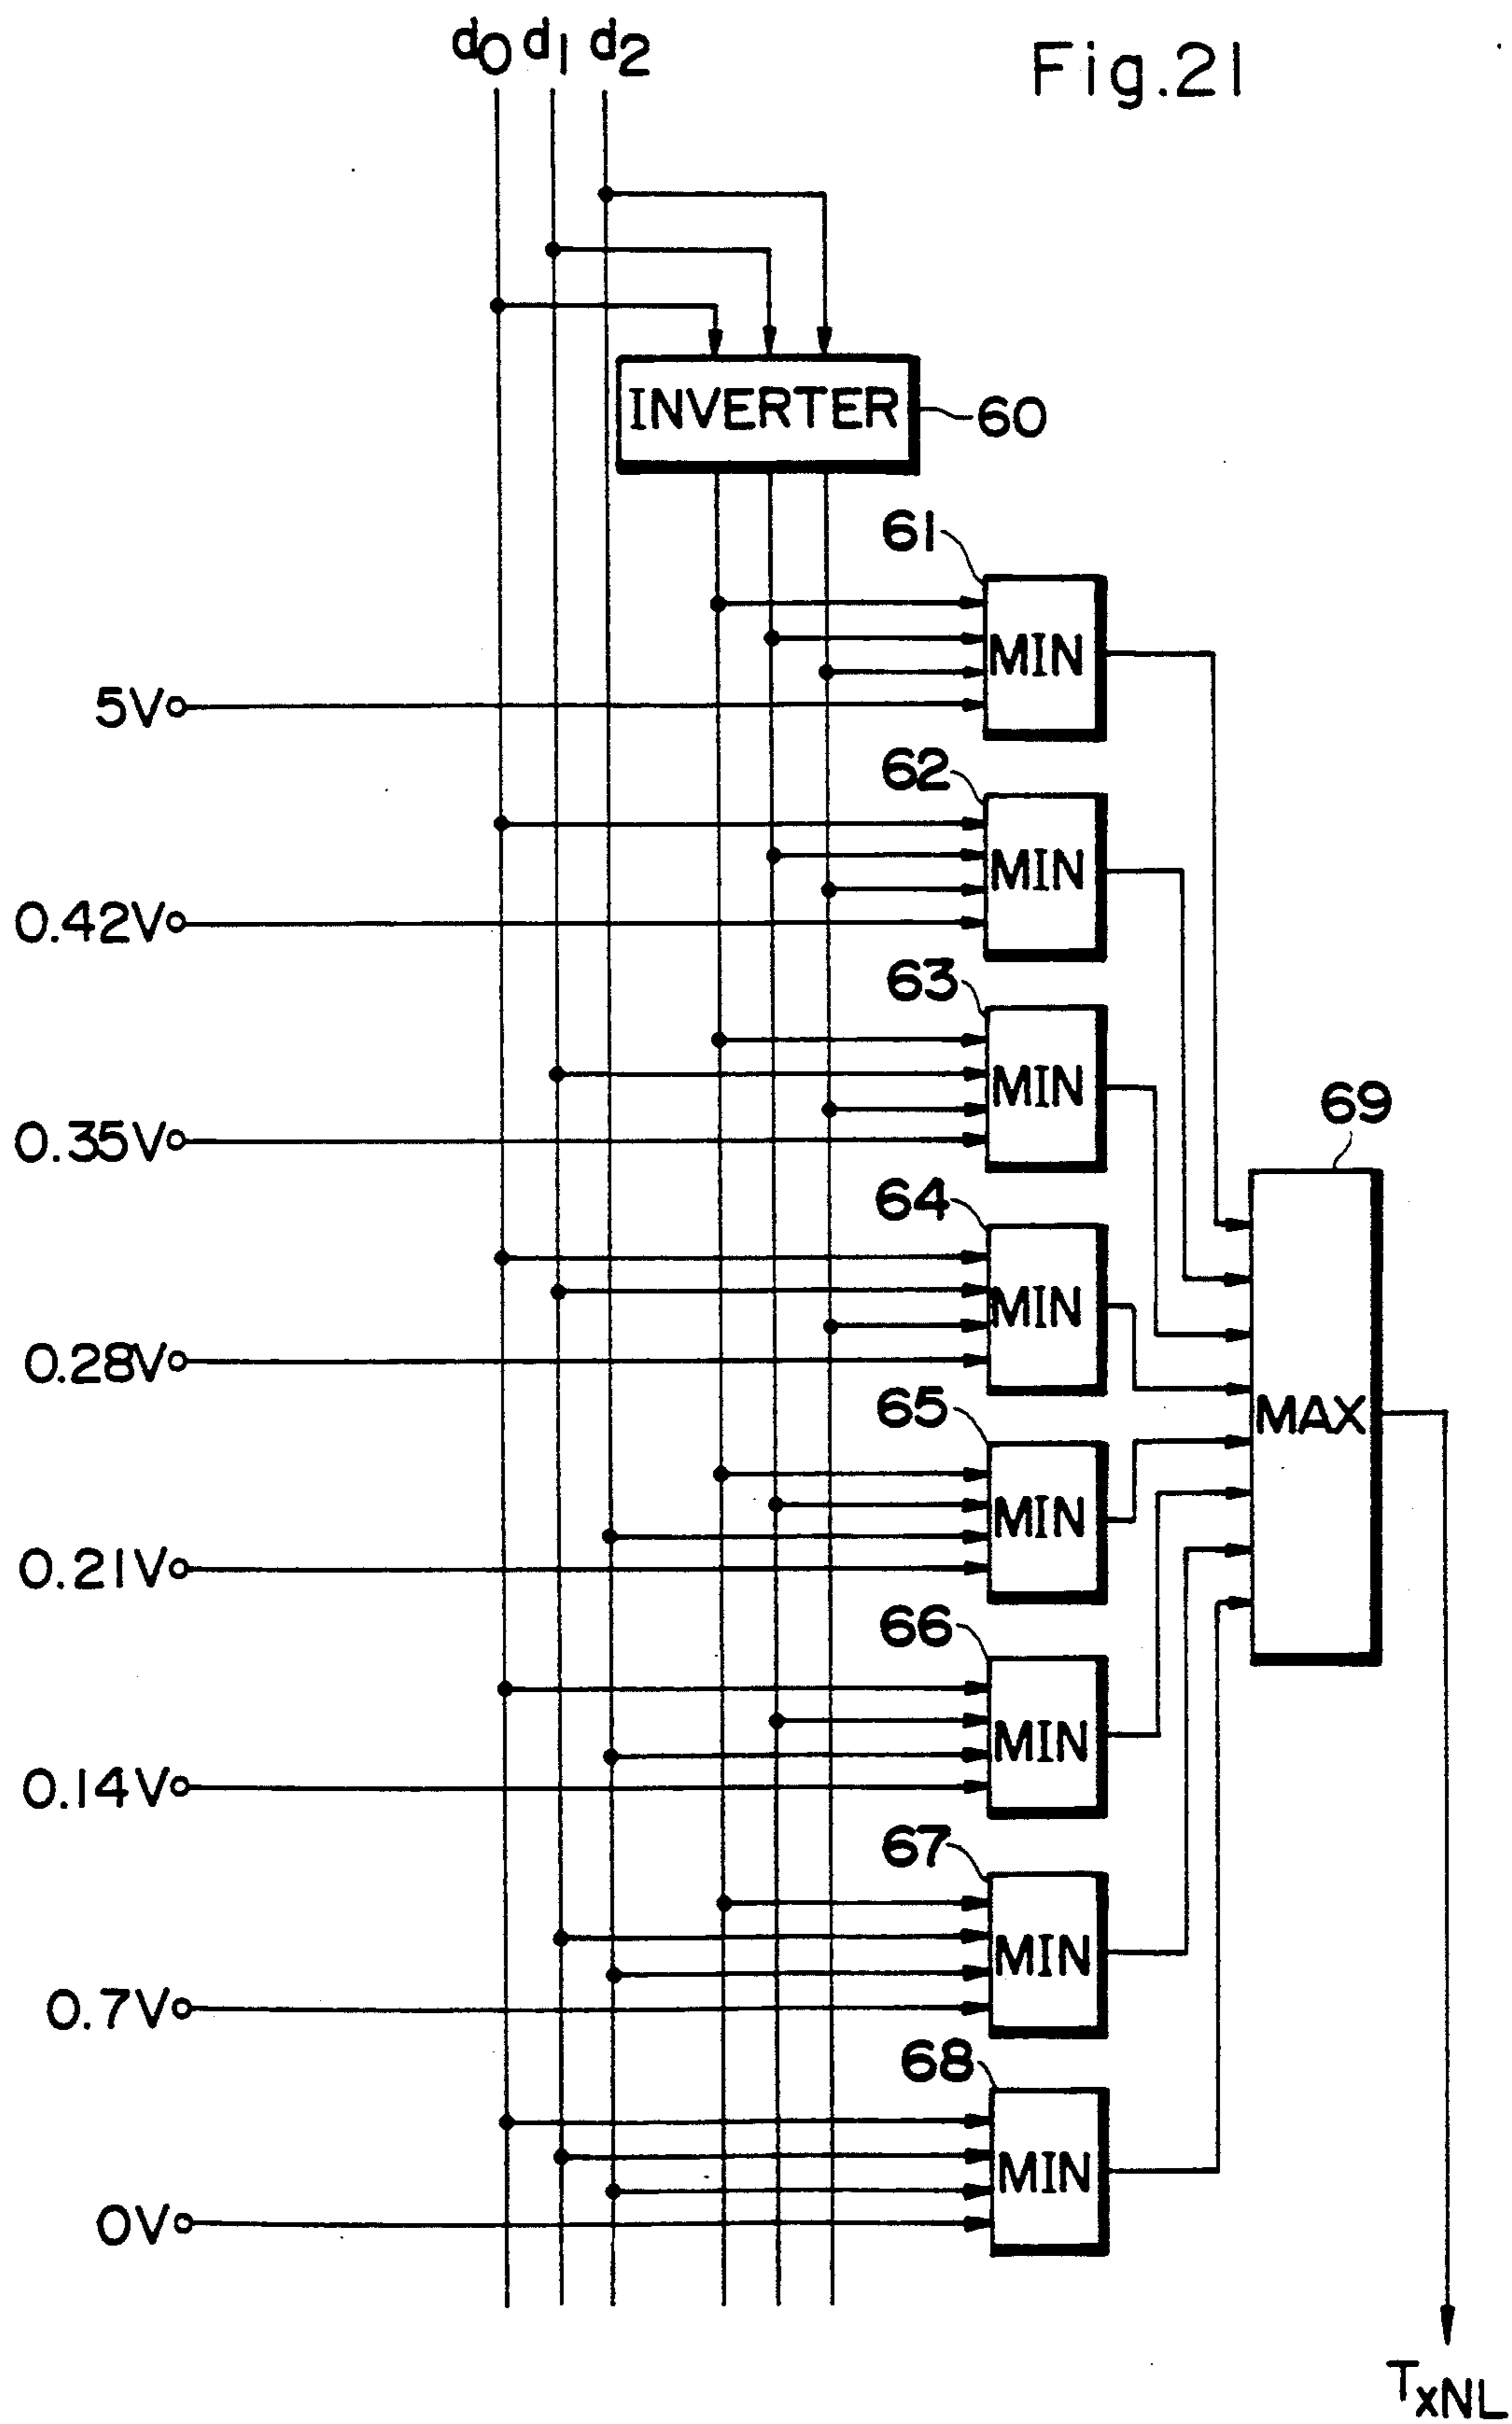 d0 d1 d2
Fig.21
INVERTER
60
61
MIN
5V
62
MIN
0.42V
63
MIN
0.35V
69
64
MIN
0.28V
MAX
65
MIN
0.21V
66
MIN
0.14V
67
MIN
0.7V
68
MIN
0V
TxNL